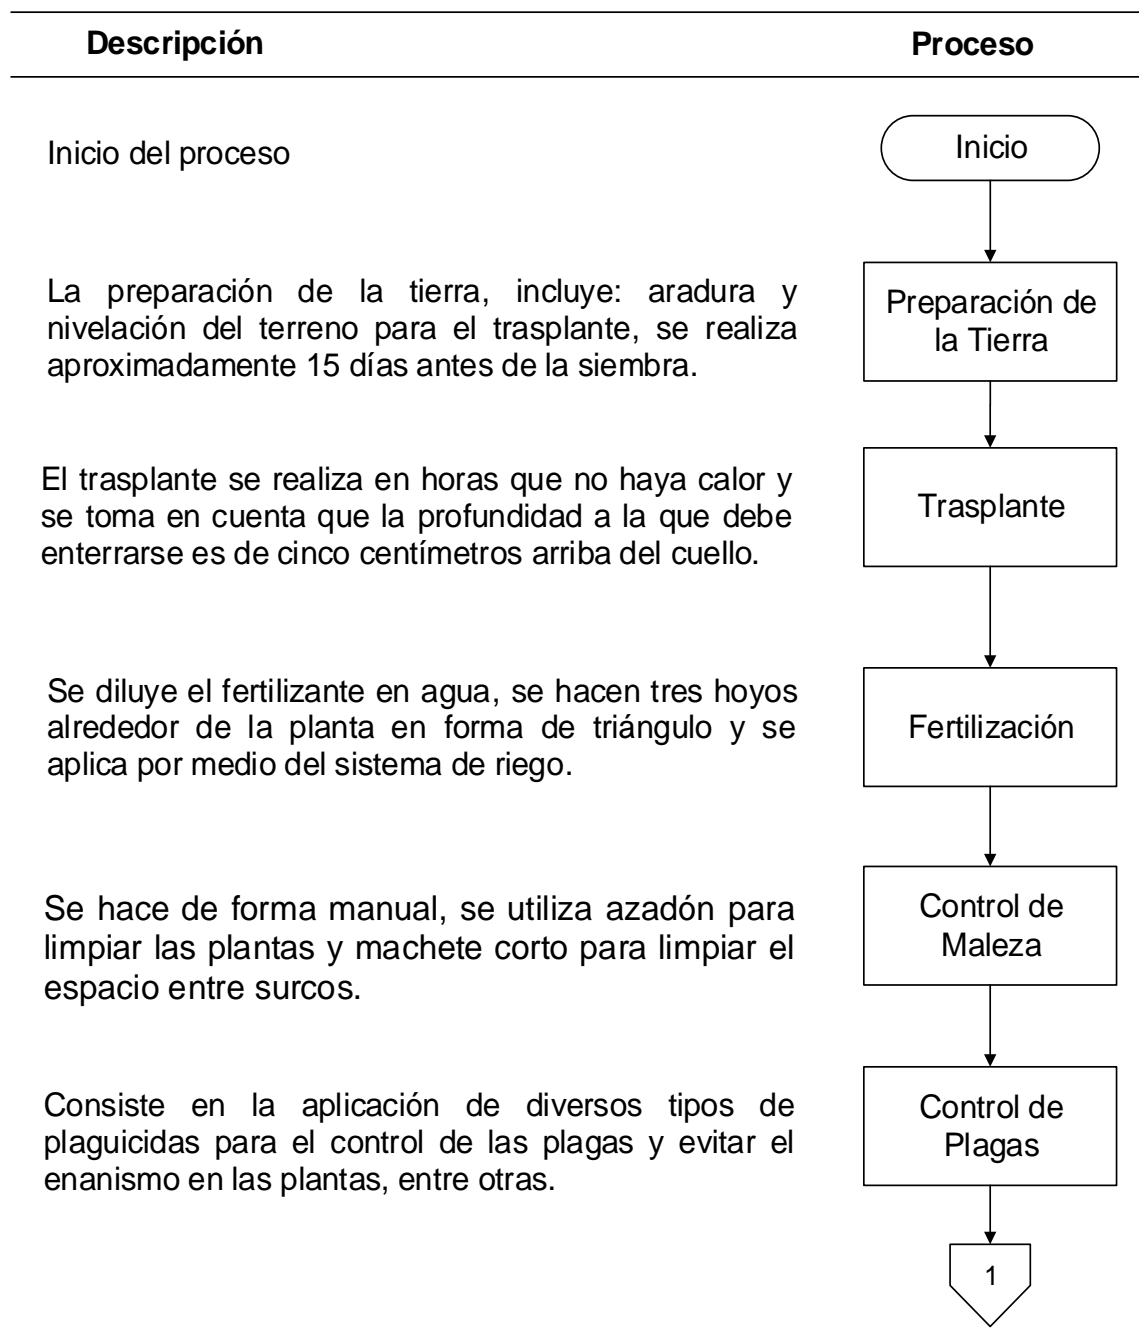 Descripción
Proceso
Inicio del proceso
Inicio
La preparación de la tierra, incluye: aradura y
nivelación del terreno para el trasplante, se realiza
aproximadamente 15 días antes de la siembra.
Preparación de
la Tierra
El trasplante se realiza en horas que no haya calor y
se toma en cuenta que la profundidad a la que debe
enterrarse es de cinco centímetros arriba del cuello.
Trasplante
Se diluye el fertilizante en agua, se hacen tres hoyos
alrededor de la planta en forma de triángulo y se
aplica por medio del sistema de riego.
Fertilización
Se hace de forma manual, se utiliza azadón para
limpiar las plantas y machete corto para limpiar el
espacio entre surcos.
Control de
Maleza
Consiste en la aplicación de diversos tipos de
plaguicidas para el control de las plagas y evitar el
enanismo en las plantas, entre otras.
Control de
Plagas
1